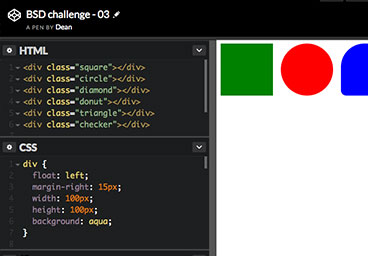 BSD challenge - 03
A PEN BY Dean
HTML
1 <div class="square"></div>
2 <div class="circle"></div>
3 <div class="diamond"></div>
4 <div class="donut"></div>
5 <div class="triangle"></div>
6 <div class="checker"></div>
CSS
1 div {
2 float: left;
3 margin-right: 15px;
4 width: 100px;
5 height: 100px;
6 background: aqua;
7 }
8